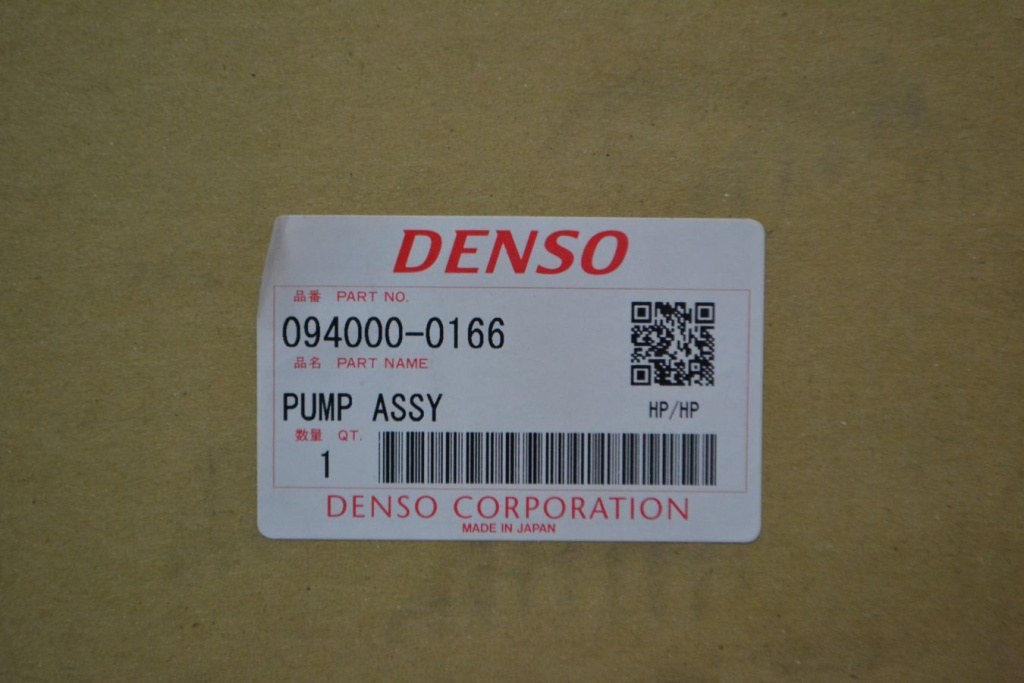 DENSO
品番 PART NO.
094000-0166
品名 PART NAME
PUMP ASSY
HP/HP
数量 QT.
1
DENSO CORPORATION
MADE IN JAPAN